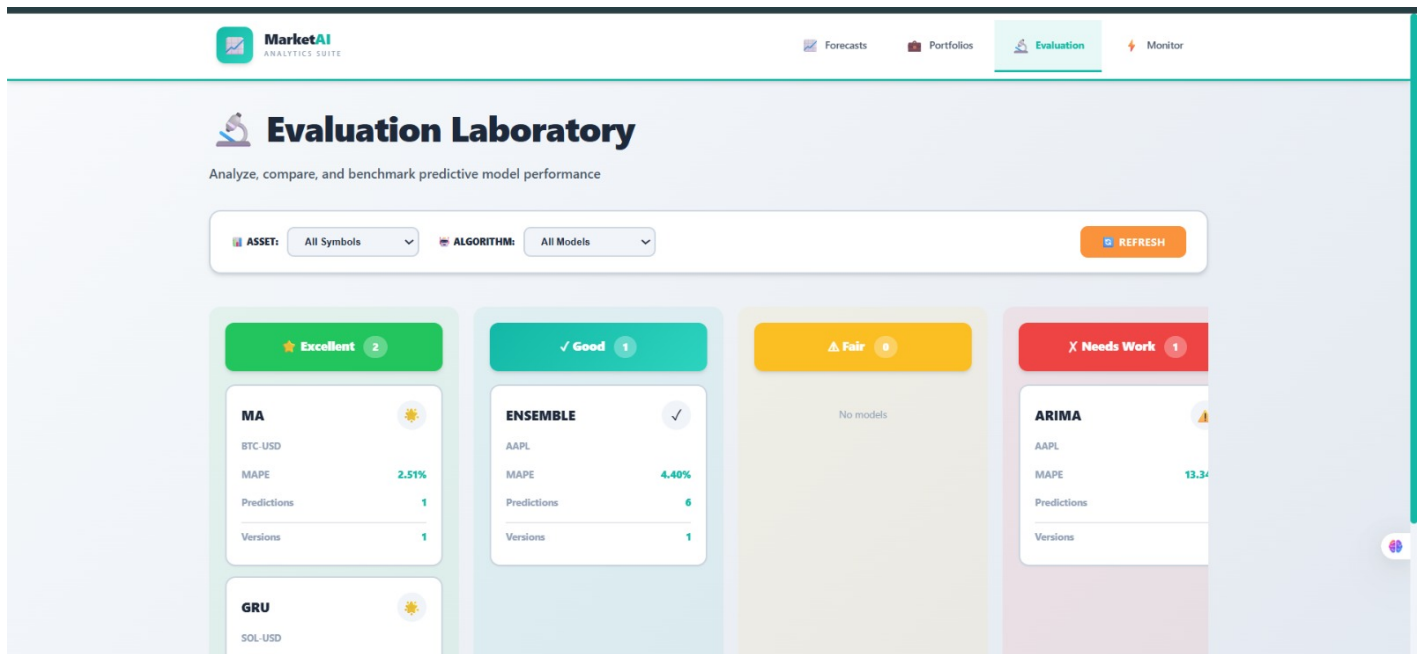 MarketAI
ANALYTICS SUITE
Forecasts
Portfolios
Evaluation
Monitor
Evaluation Laboratory
Analyze, compare, and benchmark predictive model performance
ASSET:
All Symbols
ALGORITHM:
All Models
REFRESH
Excellent 2
✓ Good 1
⚠ Fair 0
✗ Needs Work 1
MA
BTC-USD
MAPE 2.51%
Predictions 1
Versions 1
GRU
SOL-USD
ENSEMBLE
✓
AAPL
MAPE 4.40%
Predictions 6
Versions 1
No models
ARIMA
AAPL
MAPE 13.34
Predictions
Versions